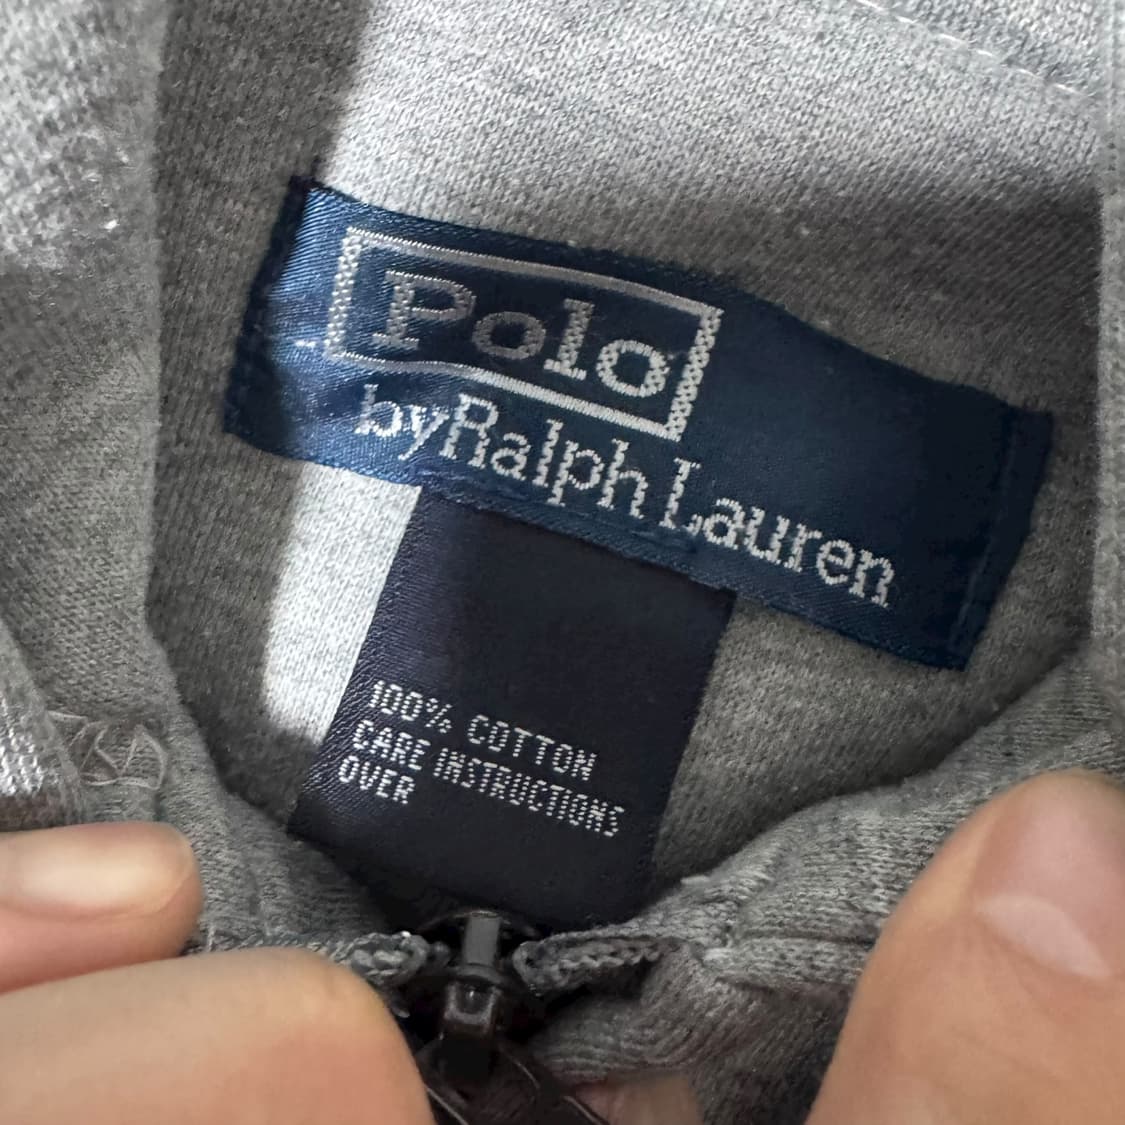 Polo
by Ralph Lauren
100% COTTON
CARE INSTRUCTIONS
OVER